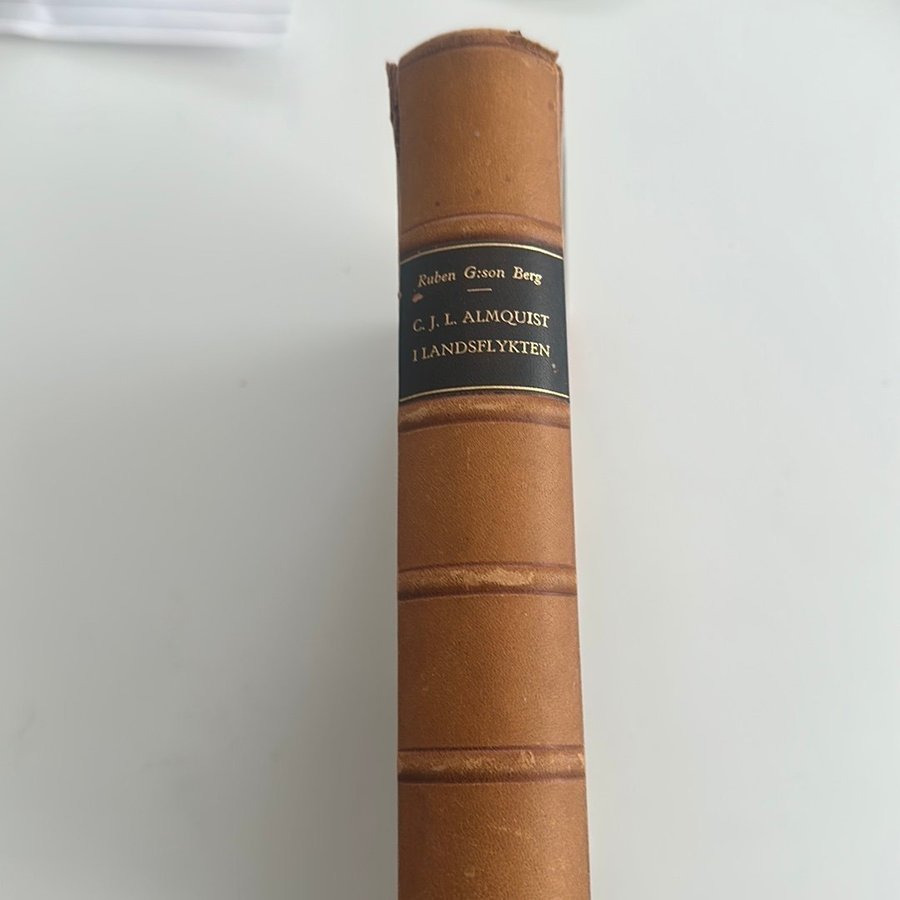 Ruben G:son Berg
C. J. L. ALMQUIST
I LANDSFLYKTEN